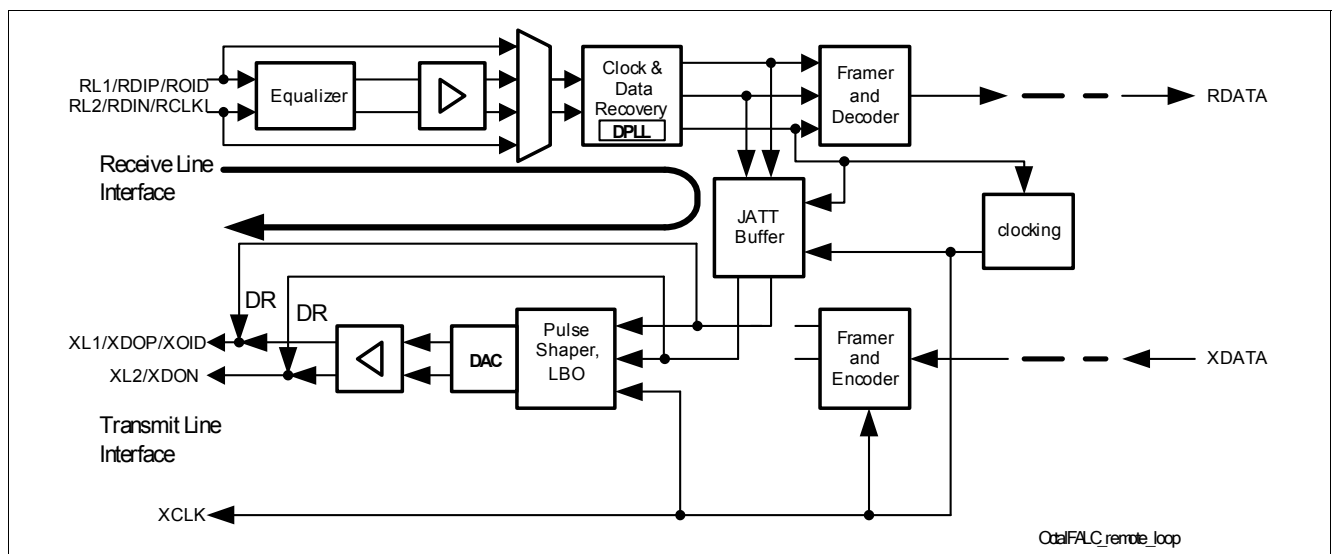 RL1/RDIP/ROID
RL2/RDIN/RCLKI
Equalizer
Clock &
Data
Recovery
DPLL
Framer
and
Decoder
RDATA
Receive Line
Interface
JATT
Buffer
clocking
DR
DR
XL1/XDOP/XOID
XL2/XDON
DAC
Pulse
Shaper,
LBO
Framer
and
Encoder
XDATA
Transmit Line
Interface
XCLK
OctalFALC_remote_loop